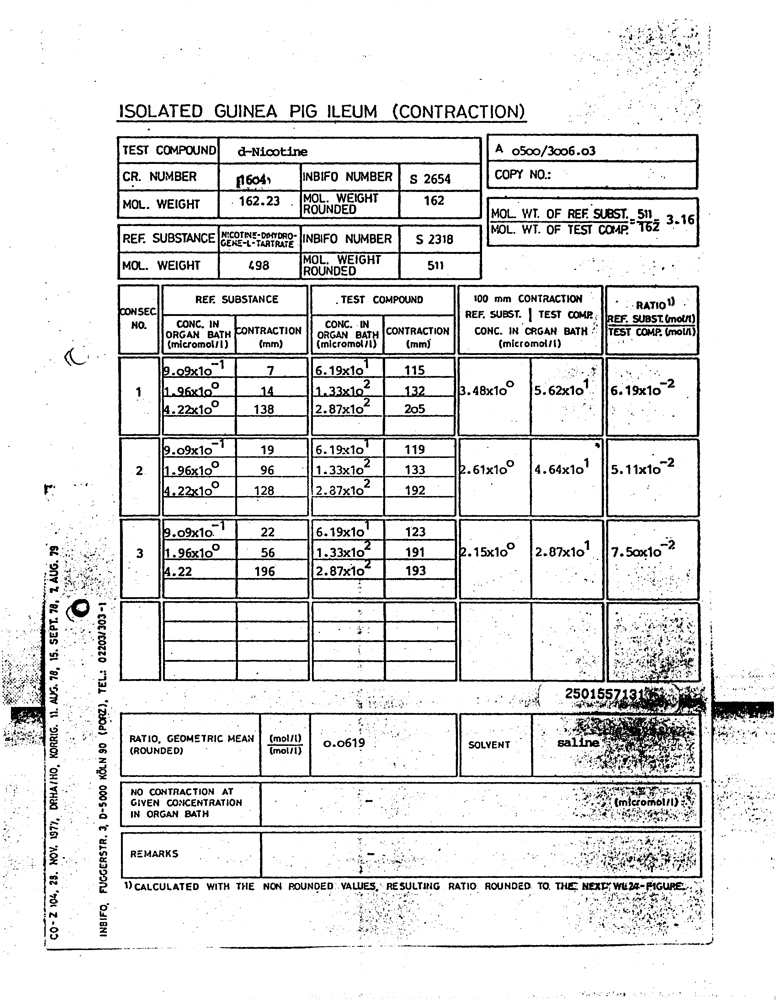 ISOLATED GUINEA PIG ILEUM (CONTRACTION)
TEST COMPOUND d-Nicotine
A 0500/3006.03
CR. NUMBER INBIFO NUMBER S 2654
COPY NO.:
MOL. WEIGHT 162.23 MOL. WEIGHT ROUNDED 162
MOL. WT. OF REF. SUBST. = 511 = 3.16
MOL. WT. OF TEST COMP. 162
REF. SUBSTANCE NICOTINE-DIHYDROGENE-L-TARTRATE INBIFO NUMBER S 2318
MOL. WEIGHT 498 MOL. WEIGHT ROUNDED 511
CONSEC. NO.
REF. SUBSTANCE
CONC. IN ORGAN BATH (micromol/l)
CONTRACTION (mm)
TEST COMPOUND
CONC. IN ORGAN BATH (micromol/l)
CONTRACTION (mm)
100 mm CONTRACTION
REF. SUBST. | TEST COMP.
CONC. IN ORGAN BATH (micromol/l)
RATIO 1)
REF. SUBST. (mol/l)
TEST COMP. (mol/l)
9.09x10-1 7 6.19x10^1 115
1 1.96x10^0 14 1.33x10^2 132 3.48x10^0 5.62x10^1 6.19x10-2
4.22x10^0 138 2.87x10^2 205
9.09x10-1 19 6.19x10^1 119
2 1.96x10^0 96 1.33x10^2 133 2.61x10^0 4.64x10^1 5.11x10-2
4.22x10^0 128 2.87x10^2 192
9.09x10-1 22 6.19x10^1 123
3 1.96x10^0 56 1.33x10^2 191 2.15x10^0 2.87x10^1 7.50x10-2
4.22 196 2.87x10^2 193
RATIO, GEOMETRIC MEAN (mol/l) 0.0619 SOLVENT saline
(ROUNDED) (mol/l)
NO CONTRACTION AT
GIVEN CONCENTRATION - (micromol/l)
IN ORGAN BATH
REMARKS -
1) CALCULATED WITH THE NON ROUNDED VALUES, RESULTING RATIO ROUNDED TO THE NEXT FIGURE.
CO-Z 104, 28. NOV. 1977, DRHA/HO, KORRIG. 11. AUG. 78, 15. SEPT. 78, 7. AUG. 79
INBIFO, FUGGERSTR. 3, D-5000 KÖLN 90 (PORZ), TEL.: 02203/303-1